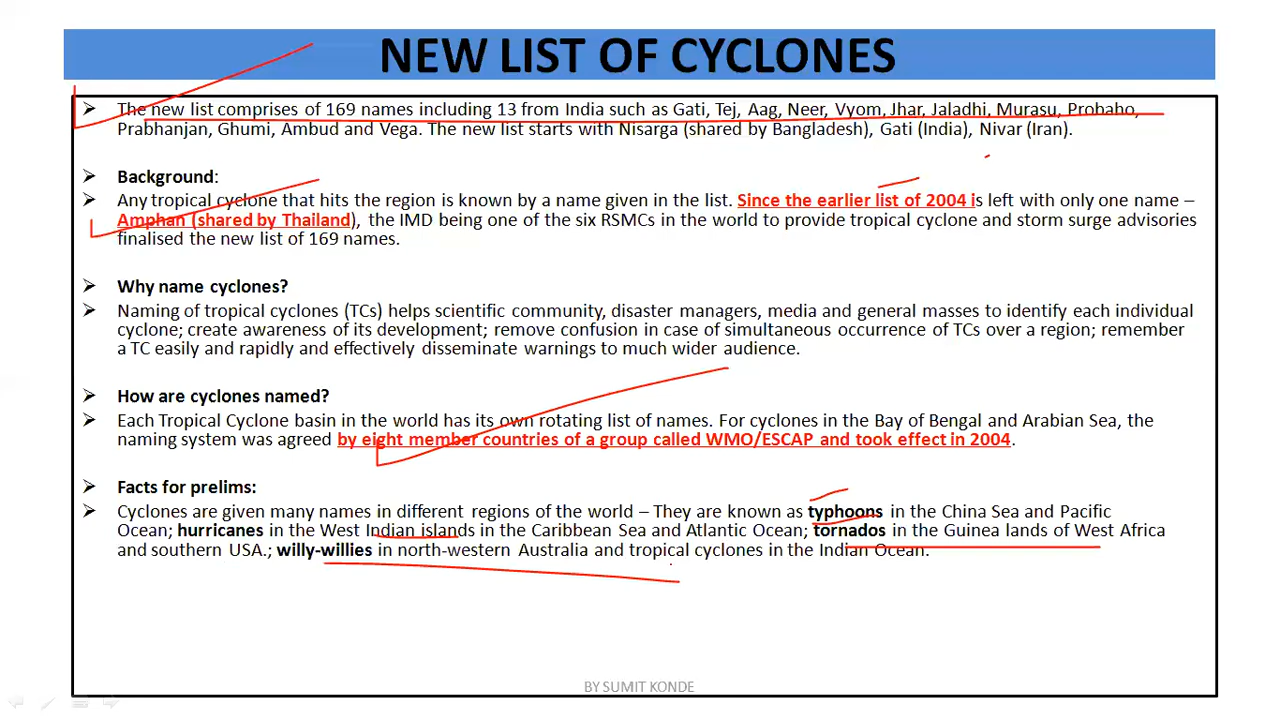 NEW LIST OF CYCLONES
➢ The new list comprises of 169 names including 13 from India such as Gati, Tej, Aag, Neer, Vyom, Jhar, Jaladhi, Murasu, Probaho,
Prabhanjan, Ghurni, Ambud and Vega. The new list starts with Nisarga (shared by Bangladesh), Gati (India), Nivar (Iran).
➢ Background:
➢ Any tropical cyclone that hits the region is known by a name given in the list. Since the earlier list of 2004 is left with only one name –
Amphan (shared by Thailand), the IMD being one of the six RSMCs in the world to provide tropical cyclone and storm surge advisories
finalised the new list of 169 names.
➢ Why name cyclones?
➢ Naming of tropical cyclones (TCs) helps scientific community, disaster managers, media and general masses to identify each individual
cyclone; create awareness of its development; remove confusion in case of simultaneous occurrence of TCs over a region; remember
a TC easily and rapidly and effectively disseminate warnings to much wider audience.
➢ How are cyclones named?
➢ Each Tropical Cyclone basin in the world has its own rotating list of names. For cyclones in the Bay of Bengal and Arabian Sea, the
naming system was agreed by eight member countries of a group called WMO/ESCAP and took effect in 2004.
➢ Facts for prelims:
➢ Cyclones are given many names in different regions of the world – They are known as typhoons in the China Sea and Pacific
Ocean; hurricanes in the West Indian islands in the Caribbean Sea and Atlantic Ocean; tornados in the Guinea lands of West Africa
and southern USA.; willy-willies in north-western Australia and tropical cyclones in the Indian Ocean.
BY SUMIT KONDE